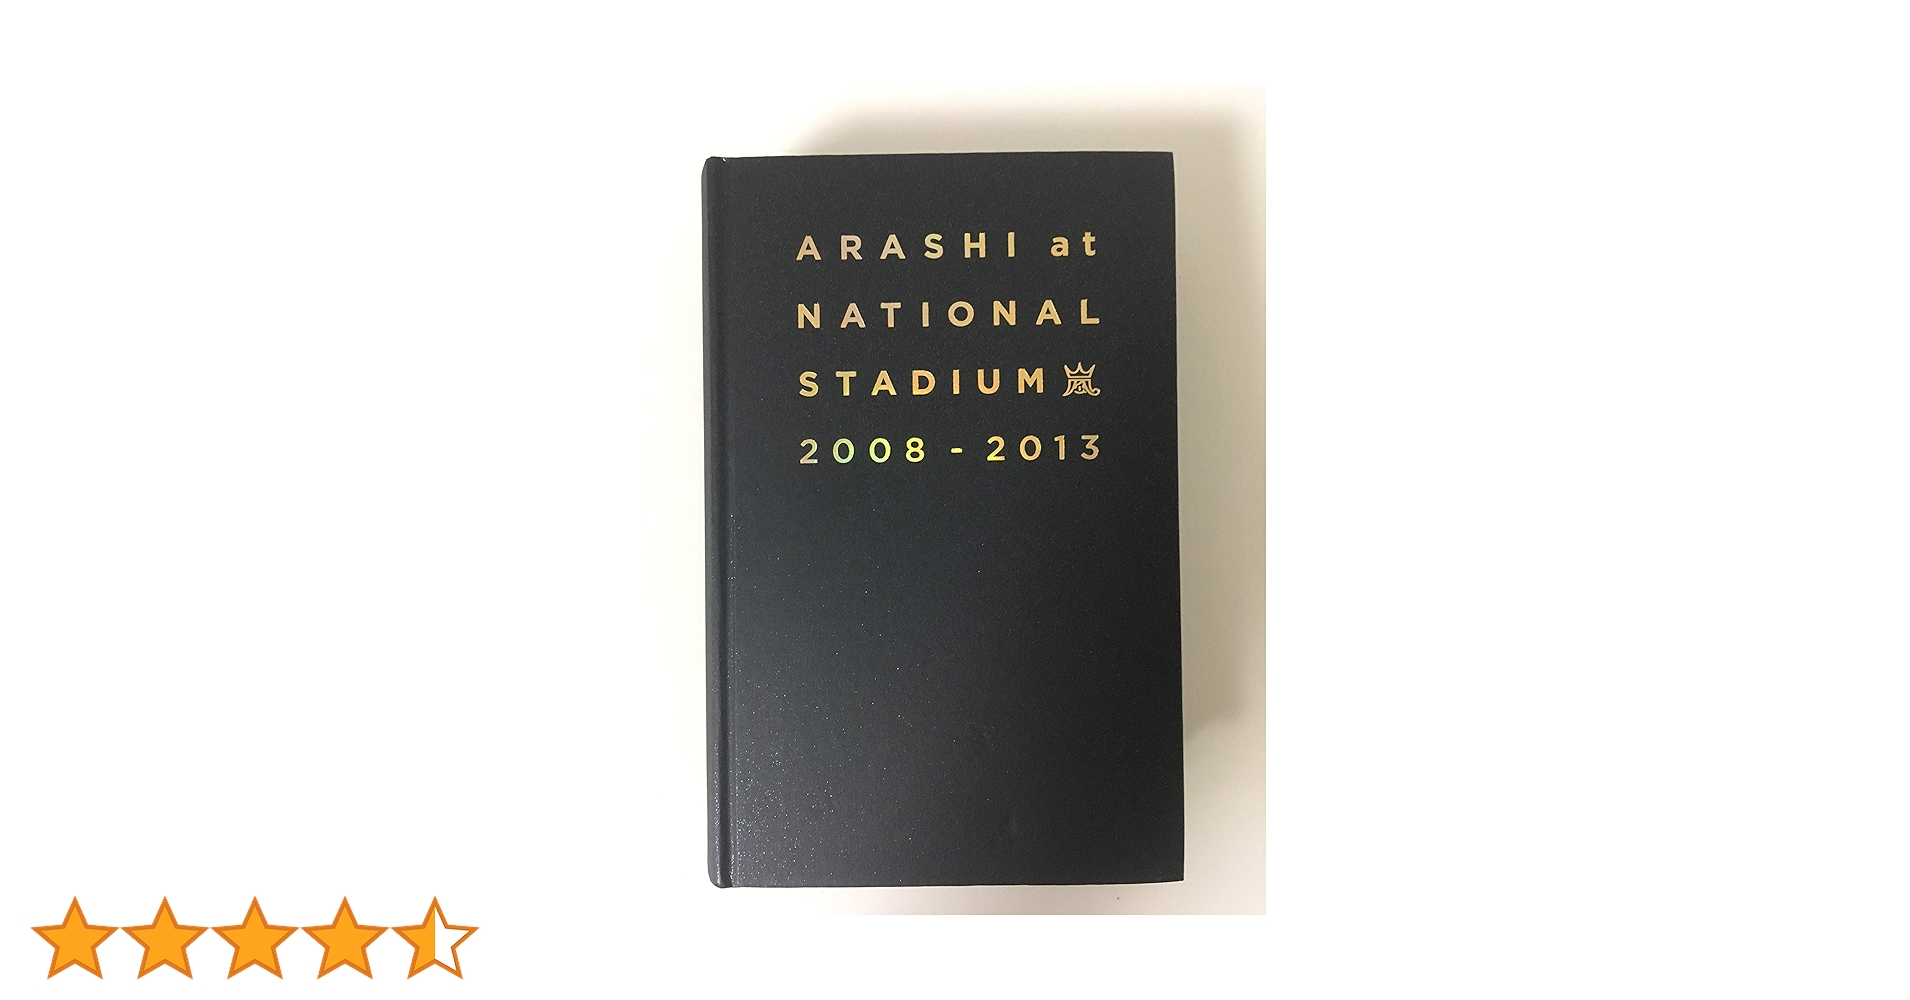 ARASHI at
NATIONAL
STADIUM 嵐
2008 - 2013